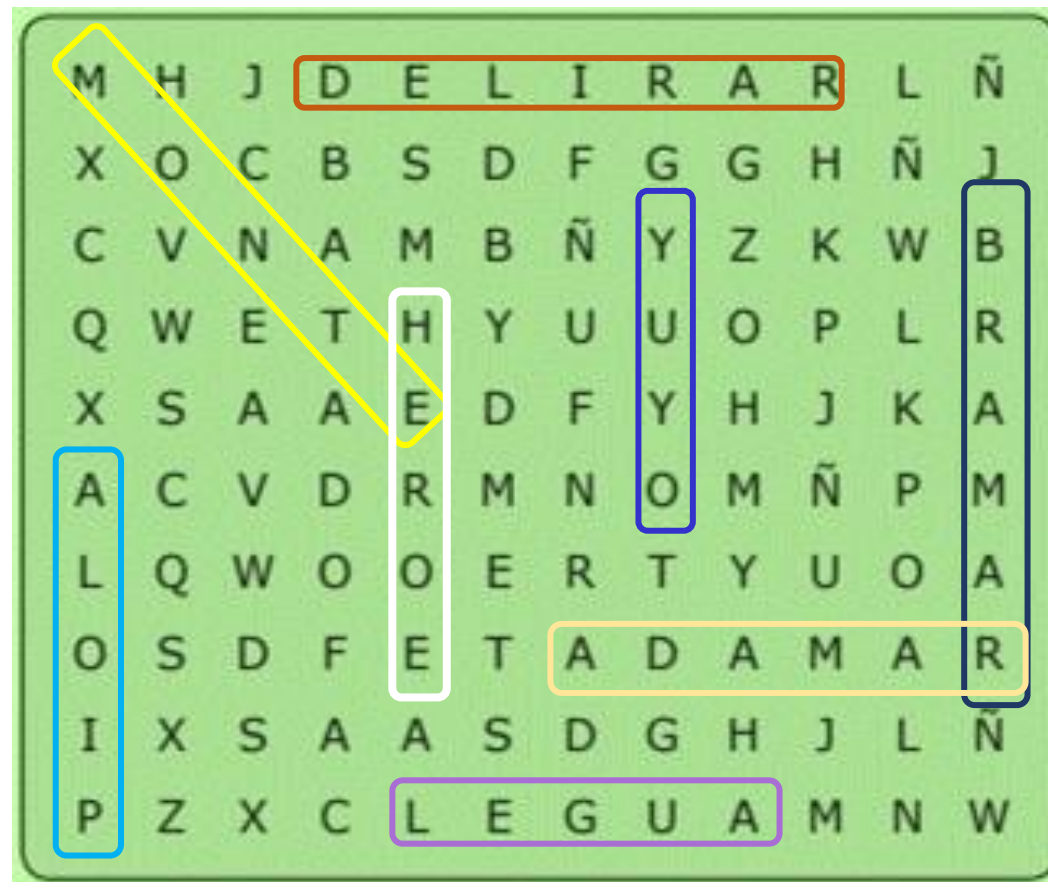 M H J D E L I R A R L Ñ
X O C B S D F G G H Ñ J
C V N A M B Ñ Y Z K W B
Q W E T H Y U U O P L R
X S A A E D F Y H J K A
A C V D R M N O M Ñ P M
L Q W O O E R T Y U O A
O S D F E T A D A M A R
I X S A A S D G H J L Ñ
P Z X C L E G U A M N W